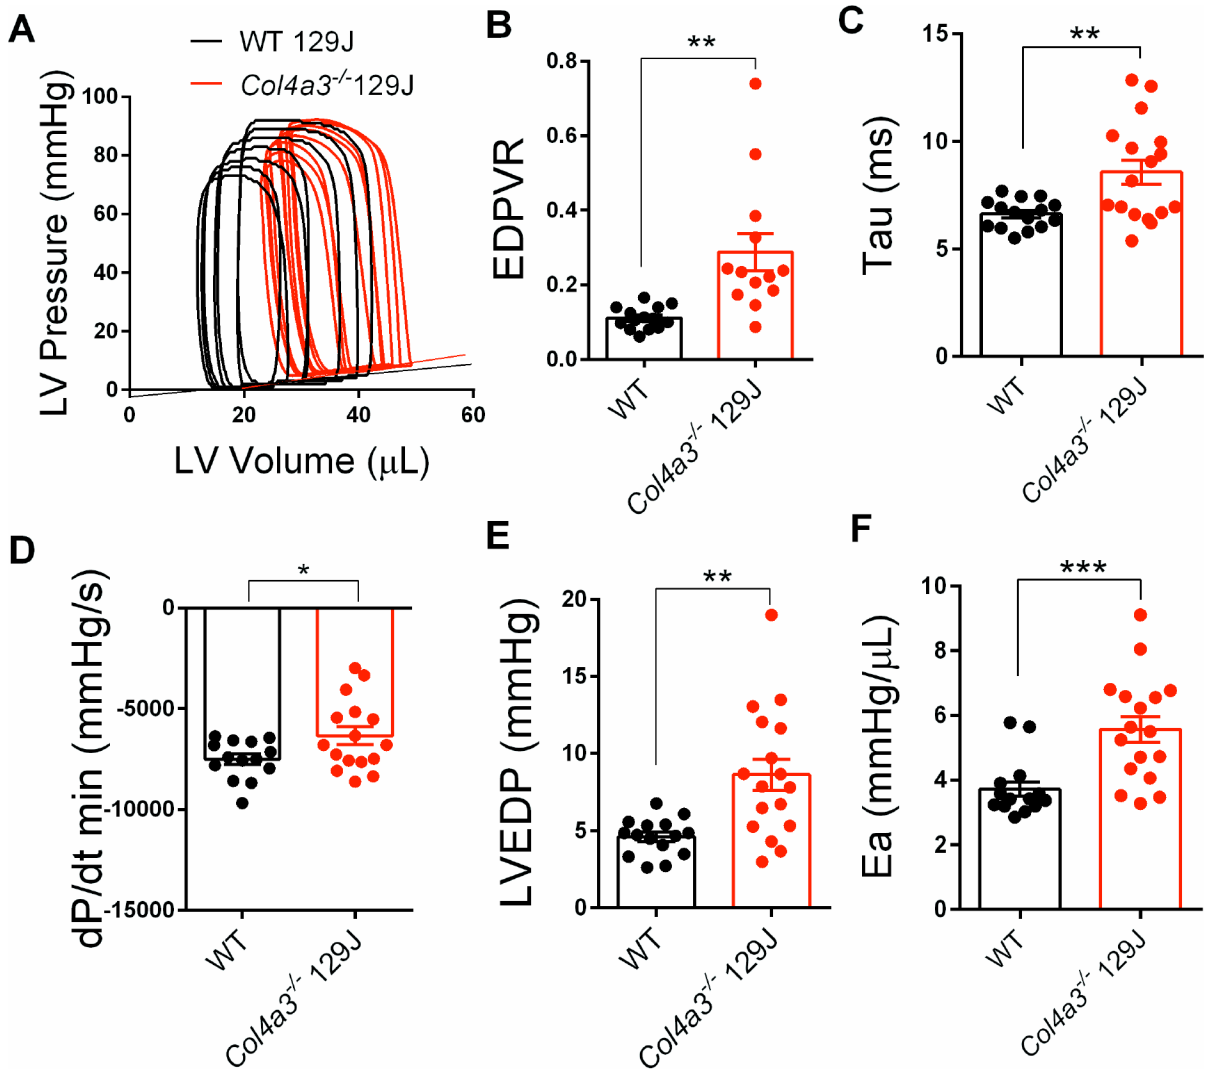 A
WT 129J
Col4a3-/-129J
LV Pressure (mmHg)
100
80
60
40
20
0
0
20
40
60
LV Volume (μL)
B
**
EDPVR
0.8
0.6
0.4
0.2
0.0
WT
Col4a3-/- 129J
C
**
Tau (ms)
15
10
5
0
WT
Col4a3-/- 129J
D
*
dP/dt min (mmHg/s)
0
-5000
-10000
-15000
WT
Col4a3-/- 129J
E
**
LVEDP (mmHg)
20
15
10
5
0
WT
Col4a3-/- 129J
F
***
Ea (mmHg/μL)
10
8
6
4
2
0
WT
Col4a3-/- 129J